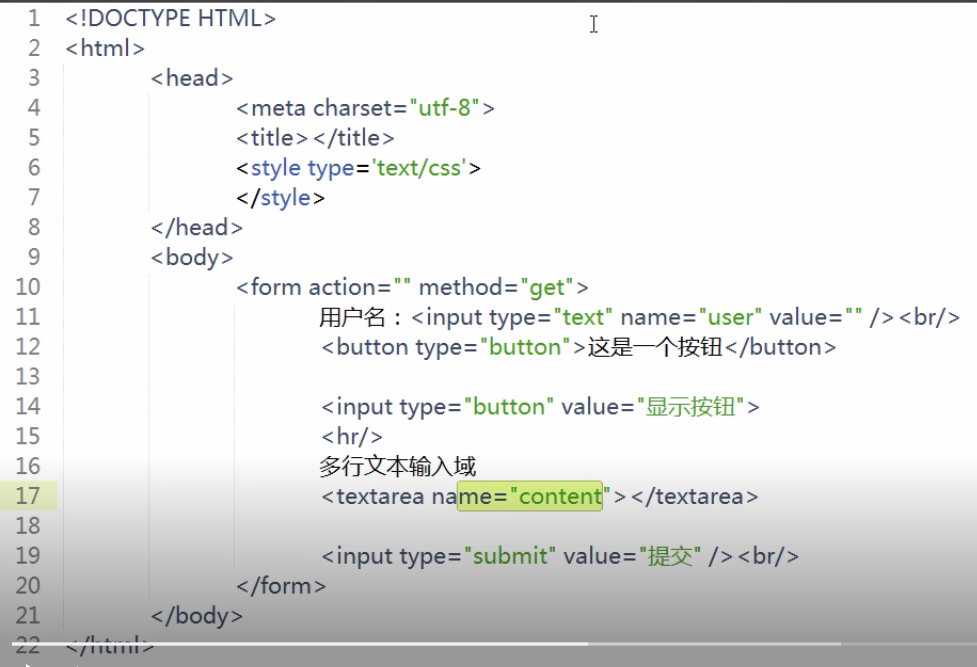 1 <!DOCTYPE HTML>
2 <html>
3 <head>
4 <meta charset="utf-8">
5 <title></title>
6 <style type='text/css'>
7 </style>
8 </head>
9 <body>
10 <form action="" method="get">
11 用户名：<input type="text" name="user" value="" /><br/>
12 <button type="button">这是一个按钮</button>
13
14 <input type="button" value="显示按钮">
15 <hr/>
16 多行文本输入域
17 <textarea name="content"></textarea>
18
19 <input type="submit" value="提交" /><br/>
20 </form>
21 </body>
22 </html>